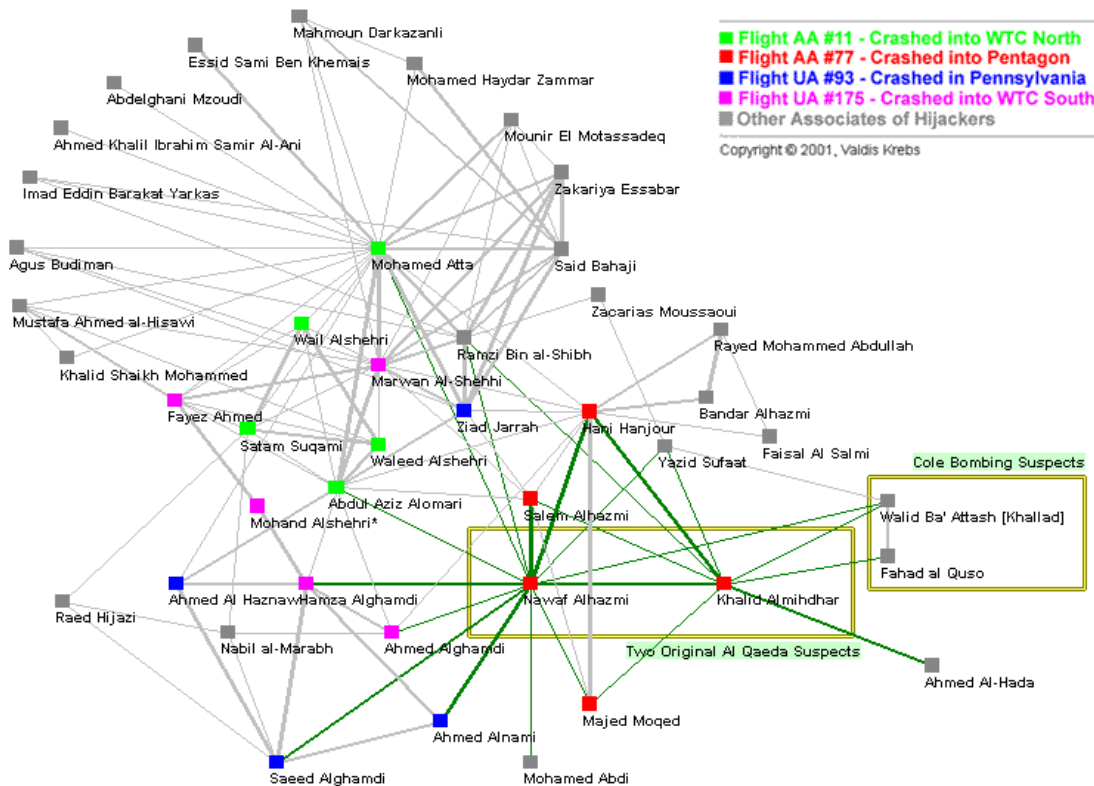 Mahmoun Darkazanli
Essid Sami Ben Khemais
Mohamed Haydar Zammar
Abdelghani Mzoudi
Flight AA #11 - Crashed into WTC North
Flight AA #77 - Crashed into Pentagon
Flight UA #93 - Crashed in Pennsylvania
Flight UA #175 - Crashed into WTC South
Other Associates of Hijackers
Copyright © 2001, Valdis Krebs
Mounir El Motassadeq
Ahmed Khalil Ibrahim Samir Al-Ani
Zakariya Essabar
Imad Eddin Barakat Yarkas
Agus Budiman
Mohamed Atta
Said Bahaji
Zacarias Moussaoui
Mustafa Ahmed al-Hisawi
Wail Alshehri
Ramzi Bin al-Shibh
Rayed Mohammed Abdullah
Khalid Shaikh Mohammed
Marwan Al-Shehhi
Fayez Ahmed
Ziad Jarrah
Hani Hanjour
Bandar Alhazmi
Satam Suqami
Waleed Alshehri
Yazid Sufaat
Faisal Al Salmi
Cole Bombing Suspects
Abdul Aziz Alomari
Salem Alhazmi
Walid Ba' Attash [Khallad]
Mohand Alshehri*
Fahad al Quso
Ahmed Al Haznawi
Hamza Alghamdi
Nawaf Alhazmi
Khalid Almihdhar
Raed Hijazi
Nabil al-Marabh
Ahmed Alghamdi
Two Original Al Qaeda Suspects
Ahmed Al-Hada
Majed Moqed
Ahmed Alnami
Saeed Alghamdi
Mohamed Abdi